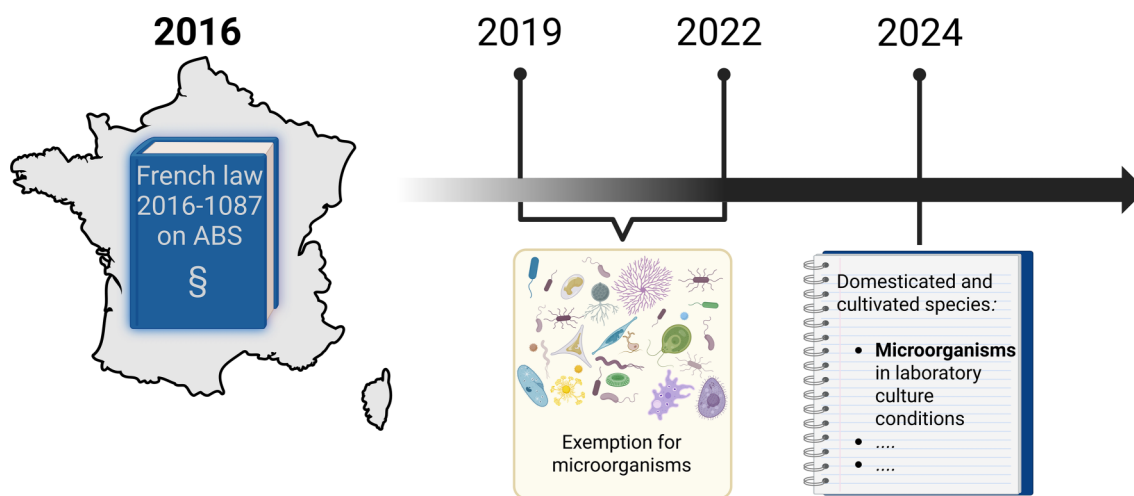 2016
French law
2016-1087
on ABS
§
2019
2022
2024
Exemption for
microorganisms
Domesticated and
cultivated species:
• Microorganisms
in laboratory
culture
conditions
• ....
• ....